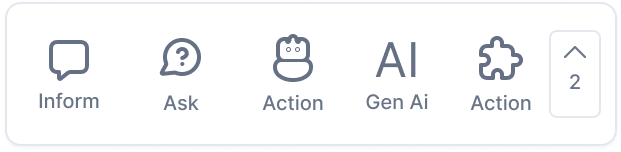 AI
Inform
Ask
Action
Gen Ai
Action
2